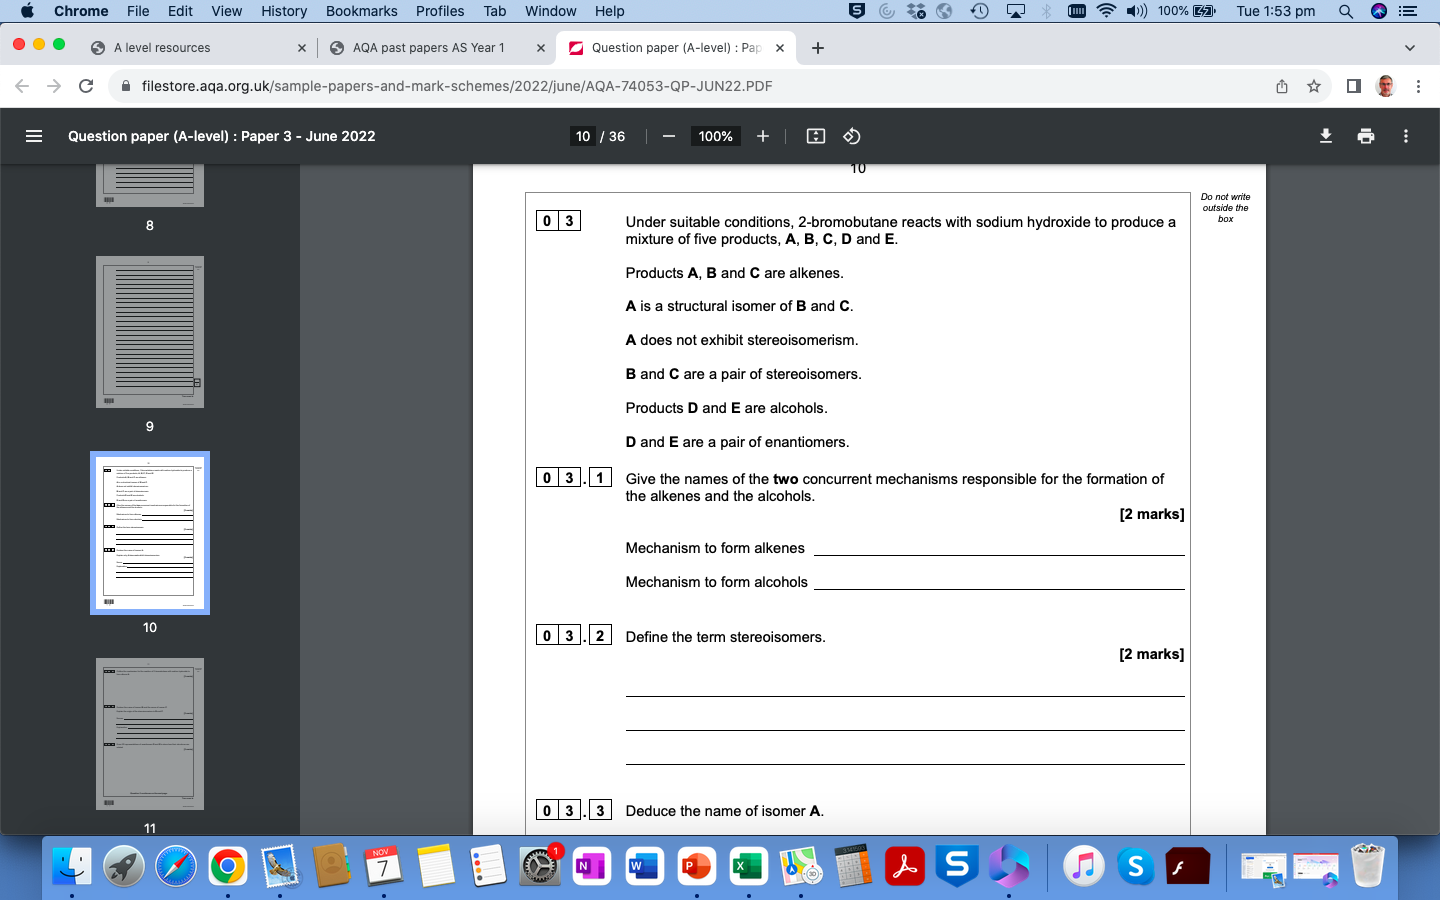 Chrome File Edit View History Bookmarks Profiles Tab Window Help 100% Tue 1:53 pm
A level resources AQA past papers AS Year 1 Question paper (A-level) : Pap
filestore.aqa.org.uk/sample-papers-and-mark-schemes/2022/june/AQA-74053-QP-JUN22.PDF
Question paper (A-level) : Paper 3 - June 2022 10 / 36 100%
8
9
10
11
10
Do not write
outside the
box
0 3 Under suitable conditions, 2-bromobutane reacts with sodium hydroxide to produce a
mixture of five products, A, B, C, D and E.
Products A, B and C are alkenes.
A is a structural isomer of B and C.
A does not exhibit stereoisomerism.
B and C are a pair of stereoisomers.
Products D and E are alcohols.
D and E are a pair of enantiomers.
0 3 . 1 Give the names of the two concurrent mechanisms responsible for the formation of
the alkenes and the alcohols.
[2 marks]
Mechanism to form alkenes
Mechanism to form alcohols
0 3 . 2 Define the term stereoisomers.
[2 marks]
0 3 . 3 Deduce the name of isomer A.
NOV
7
1
N
W
P
X
3D
S
S
f